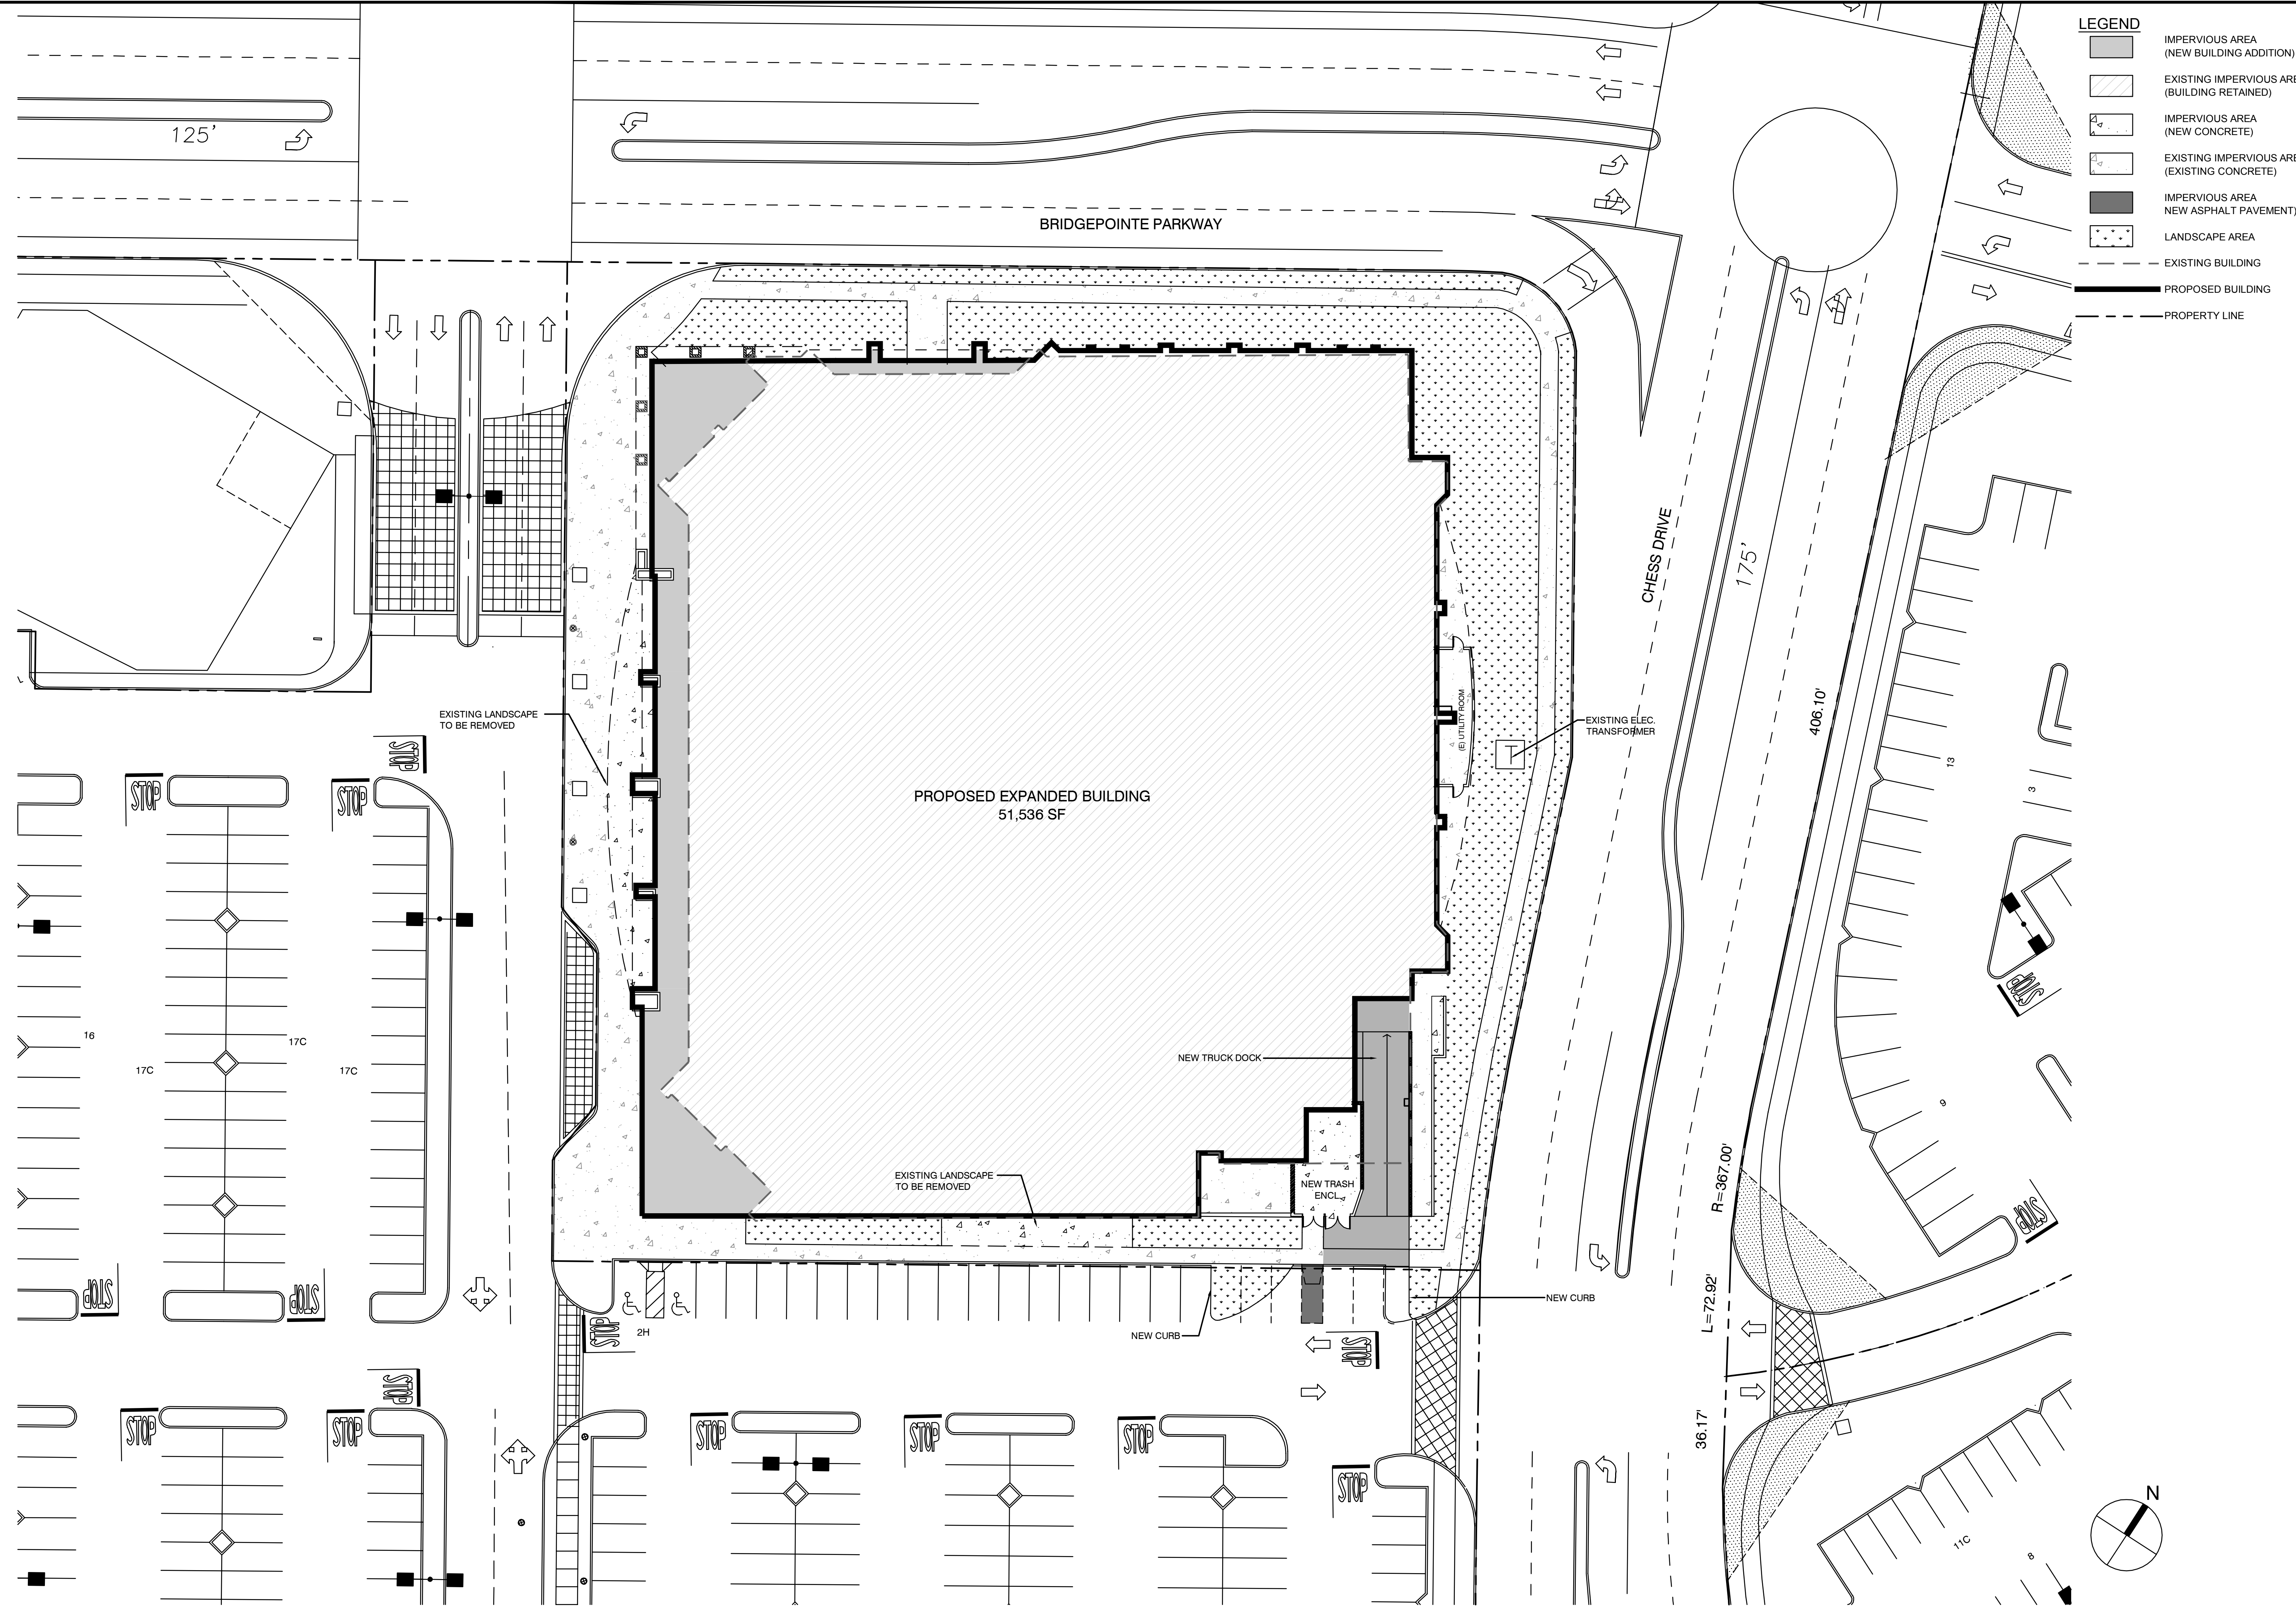 LEGEND
IMPERVIOUS AREA
(NEW BUILDING ADDITION)
EXISTING IMPERVIOUS ARE
(BUILDING RETAINED)
IMPERVIOUS AREA
(NEW CONCRETE)
EXISTING IMPERVIOUS ARE
(EXISTING CONCRETE)
IMPERVIOUS AREA
NEW ASPHALT PAVEMENT)
LANDSCAPE AREA
EXISTING BUILDING
PROPOSED BUILDING
PROPERTY LINE
125'
BRIDGEPOINTE PARKWAY
CHESS DRIVE
175'
406.10'
EXISTING LANDSCAPE
TO BE REMOVED
(E) UTILITY ROOM
EXISTING ELEC.
TRANSFORMER
T
STOP
STOP
STOP
13
3
PROPOSED EXPANDED BUILDING
51,536 SF
STOP
16
17C
17C
17C
NEW TRUCK DOCK
9
EXISTING LANDSCAPE
TO BE REMOVED
NEW TRASH
ENCL.
R=367.00'
STOP
STOP
STOP
L=72.92'
NEW CURB
2H
STOP
NEW CURB
STOP
STOP
STOP
STOP
STOP
STOP
STOP
STOP
36.17'
N
11C
8